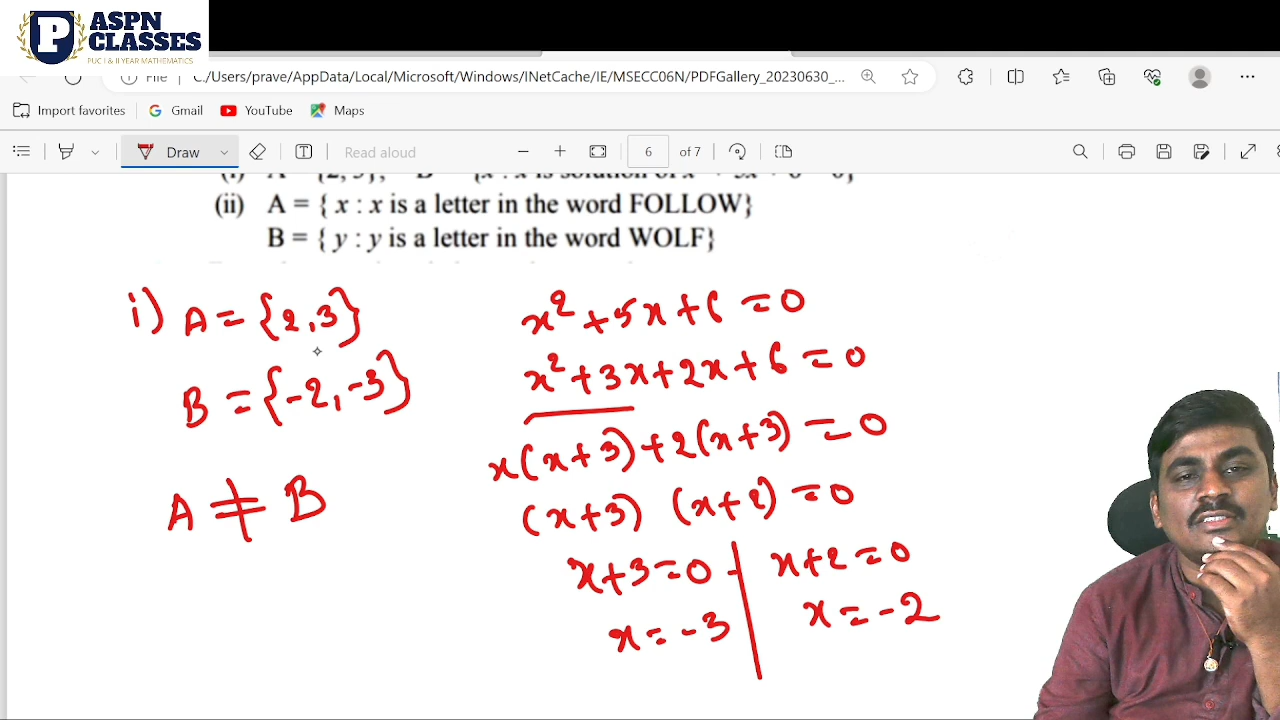 ASPN
CLASSES
PUC I & II YEAR MATHEMATICS
File C:/Users/prave/AppData/Local/Microsoft/Windows/INetCache/IE/MSECC06N/PDFGallery_20230630_...
Import favorites Gmail YouTube Maps
Draw Read aloud 6 of 7
(ii) A = { x : x is a letter in the word FOLLOW}
B = { y : y is a letter in the word WOLF}
i) A = {2,3}
B = {-2, -3}
A ≠ B
x² + 5x + 6 = 0
x² + 3x + 2x + 6 = 0
x(x+3) + 2(x+3) = 0
(x+3) (x+2) = 0
x+3=0 x+2=0
x = -3 x = -2